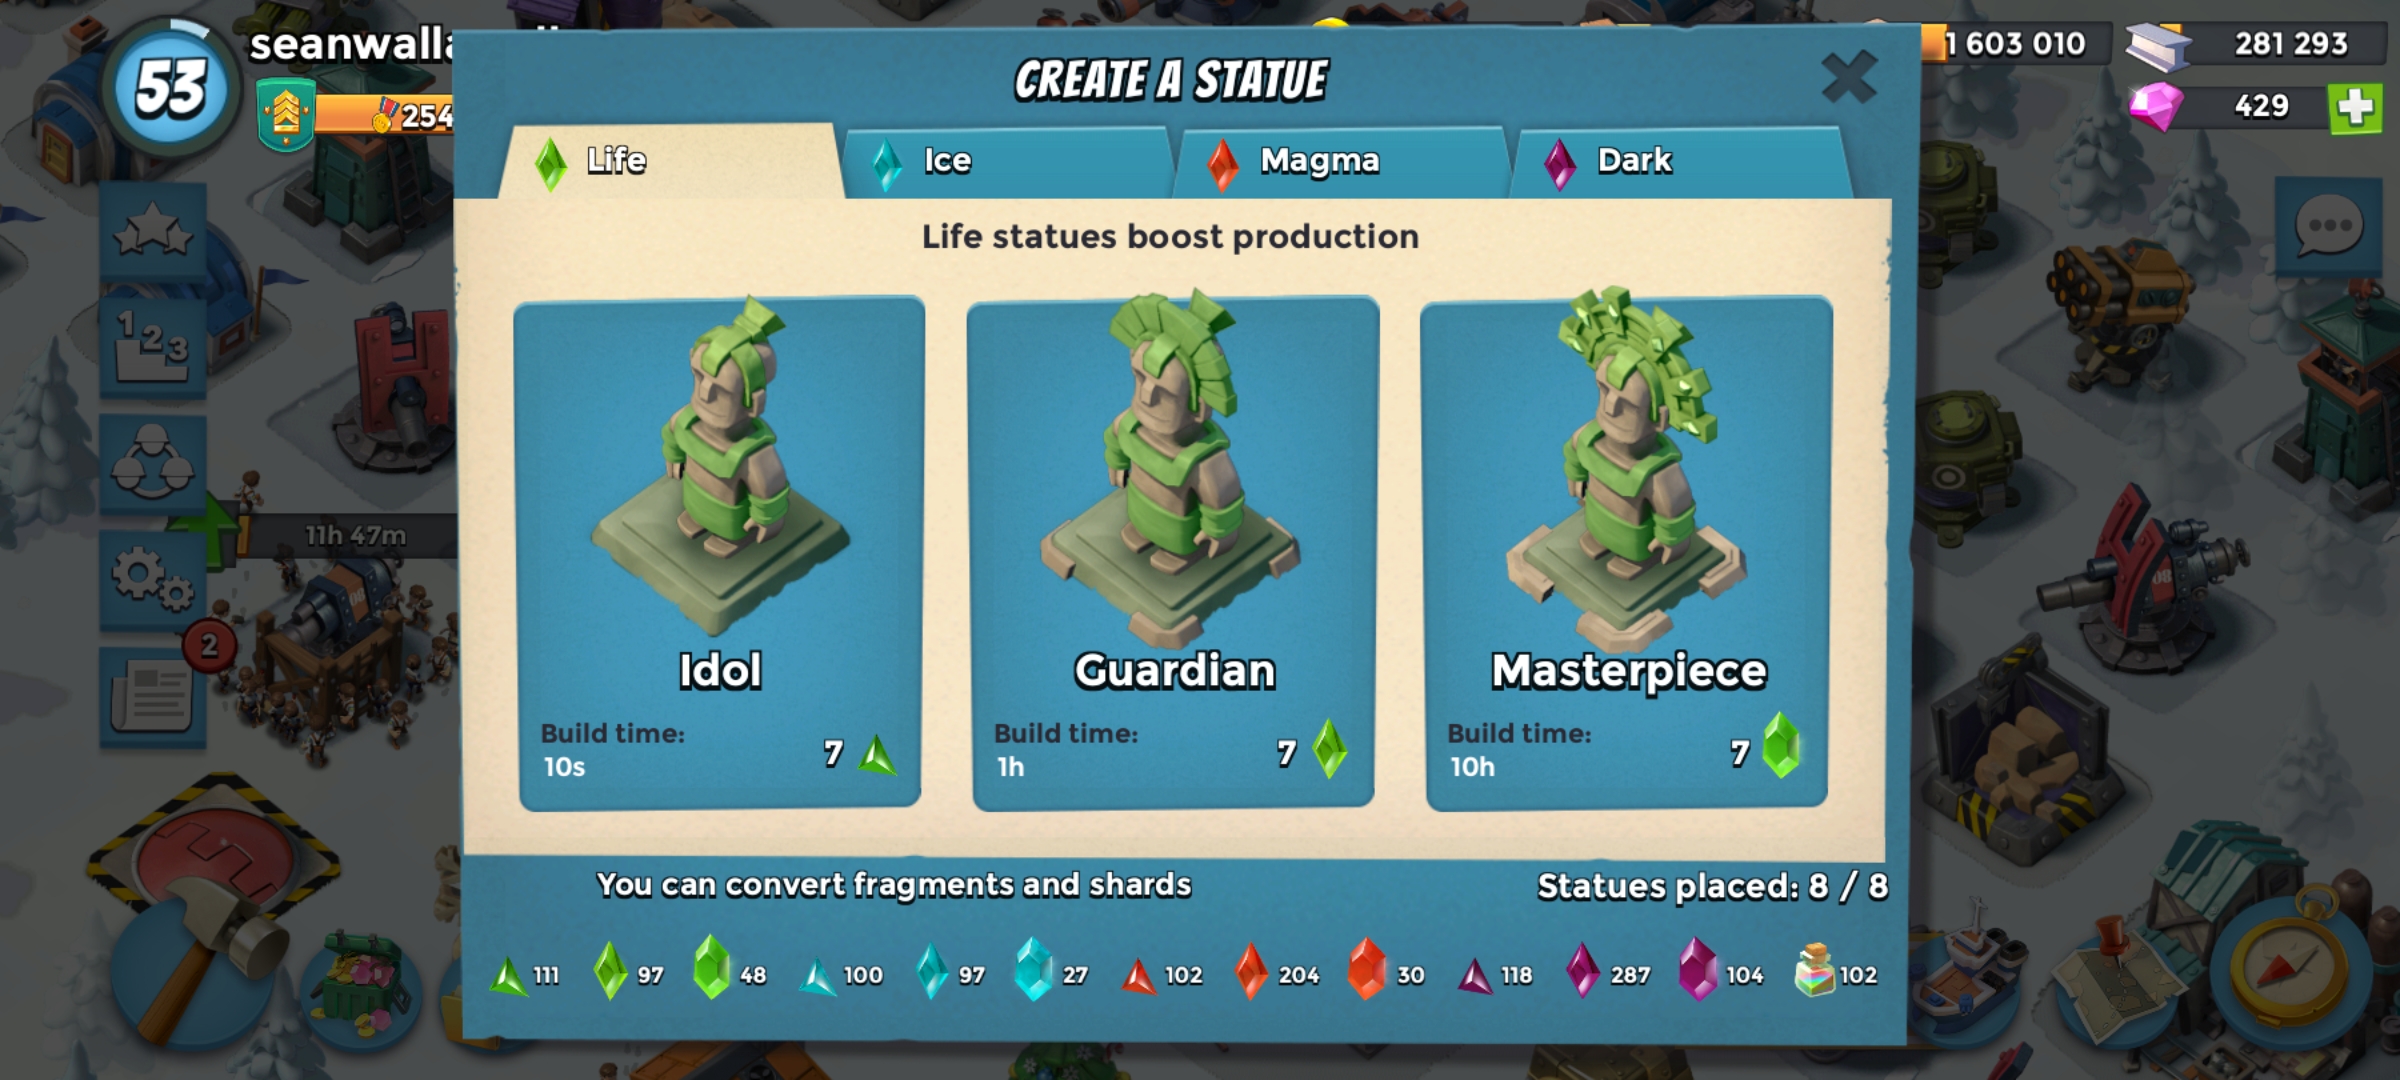 53
254
1 603 010
281 293
429
CREATE A STATUE
Life
Ice
Magma
Dark
Life statues boost production
1 2 3
11h 47m
2
Idol
Build time:
10s
7
Guardian
Build time:
1h
7
Masterpiece
Build time:
10h
7
You can convert fragments and shards
Statues placed: 8 / 8
111 97 48 100 97 27 102 204 30 118 287 104 102